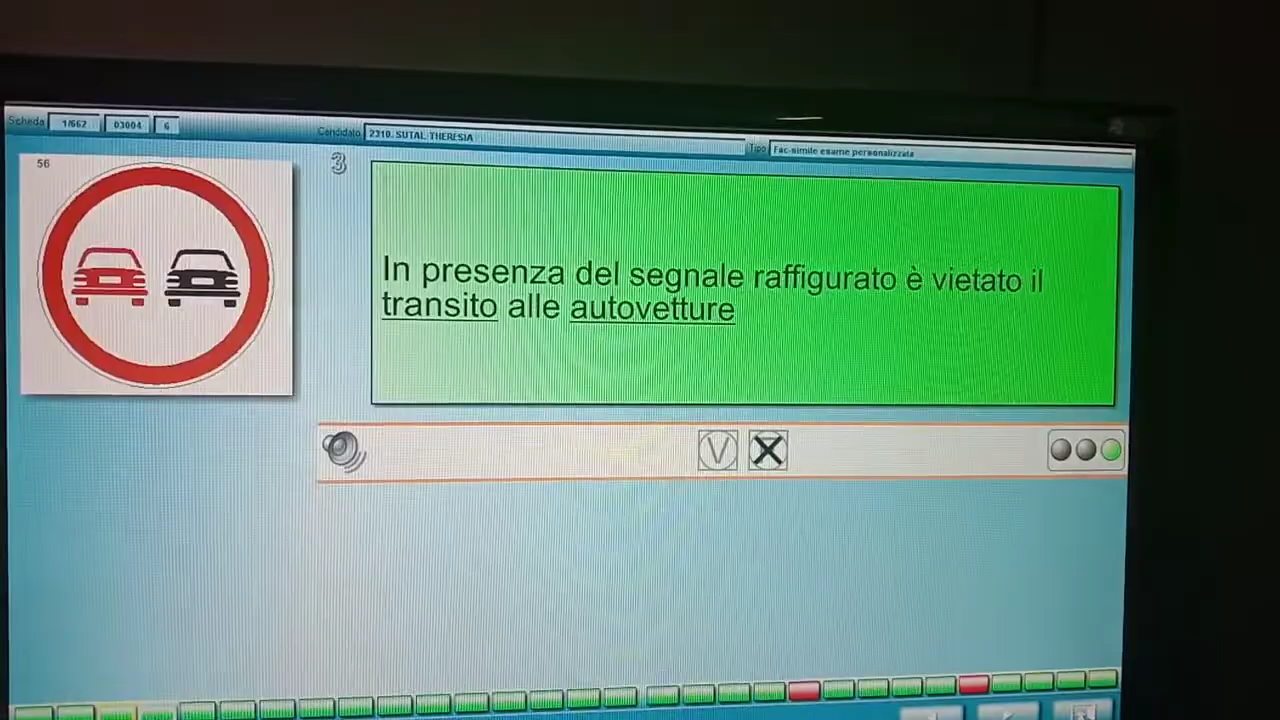 Scheda 1/662 03004 6
Candidato 2310. SUTAL THERESIA
Tipo Fac-simile esame personalizzata
56
3
In presenza del segnale raffigurato è vietato il
transito alle autovetture
V X